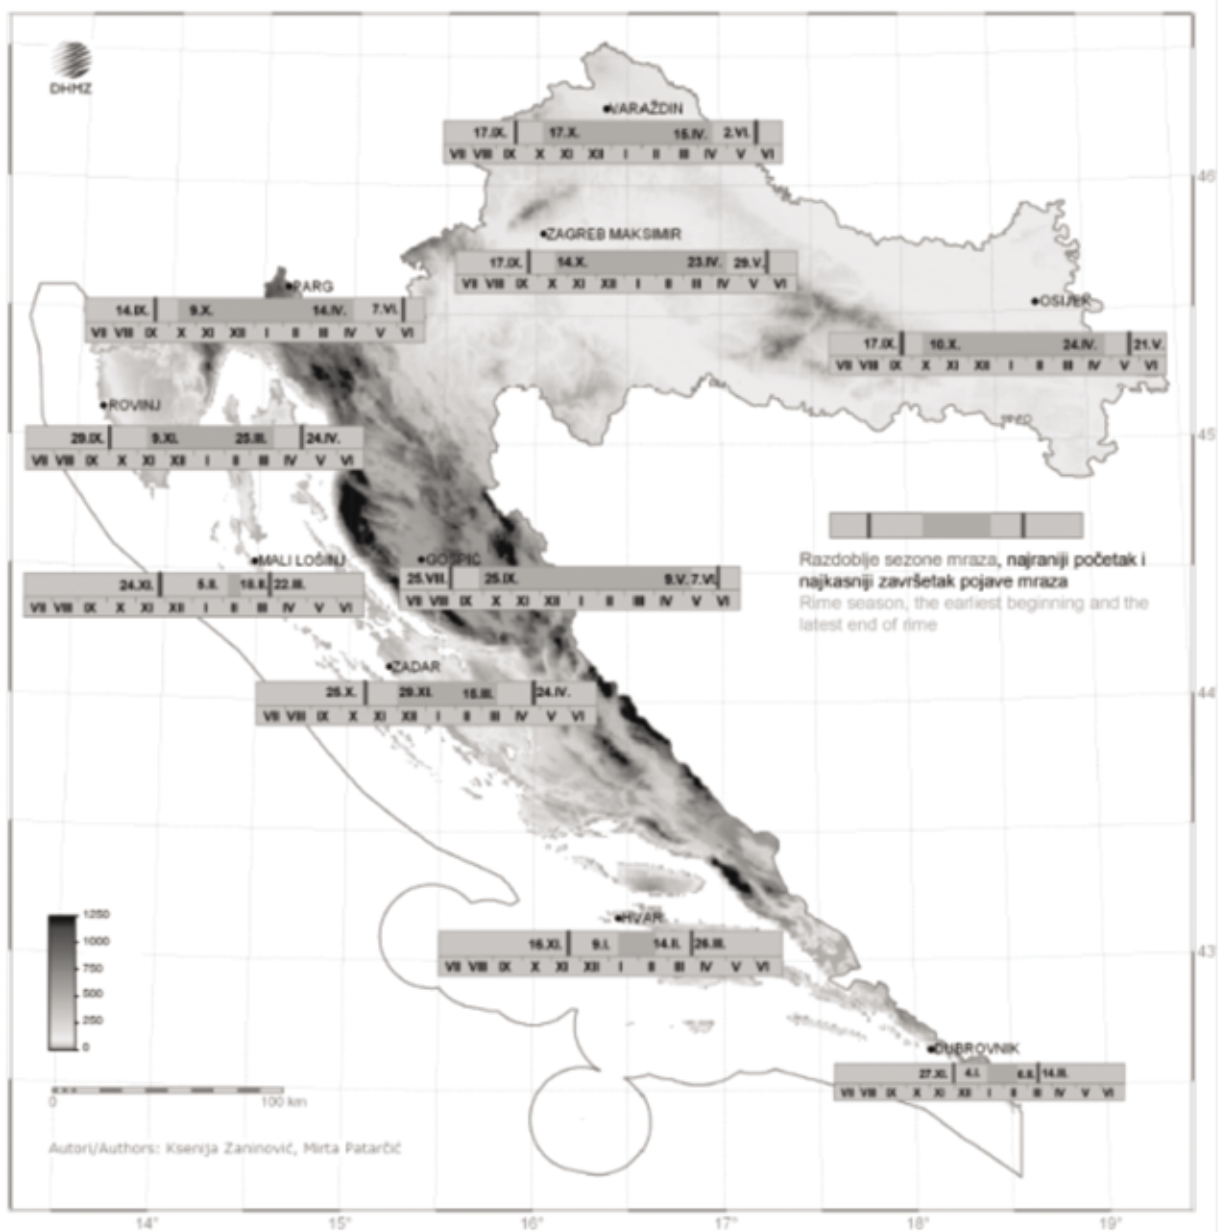 DHMZ
VARAŽDIN
17.IX. 17.X. 15.IV. 2.VI.
VII VIII IX X XI XII I II III IV V VI
46
ZAGREB MAKSIMIR
17.IX. 14.X. 23.IV. 29.V.
VII VIII IX X XI XII I II III IV V VI
PARG
14.IX. 9.X. 14.IV. 7.VI.
VII VIII IX X XI XII I II III IV V VI
OSIJEK
17.IX. 10.X. 24.IV. 21.V.
VII VIII IX X XI XII I II III IV V VI
ROVINJ
29.IX. 9.XI. 25.III. 24.IV.
VII VIII IX X XI XII I II III IV V VI
45
MALI LOŠINJ
24.XI. 5.II. 18.II. 22.III.
VII VIII IX X XI XII I II III IV V VI
GOSPIĆ
25.VIII. 25.IX. 9.V. 7.VI.
VII VIII IX X XI XII I II III IV V VI
Razdoblje sezone mraza, najraniji početak i
najkasniji završetak pojave mraza
Rime season, the earliest beginning and the
latest end of rime
ZADAR
25.X. 29.XI. 15.III. 24.IV.
VII VIII IX X XI XII I II III IV V VI
44
HVAR
16.XI. 9.I. 14.II. 26.III.
VII VIII IX X XI XII I II III IV V VI
43
1250
1000
750
500
250
0
DUBROVNIK
27.XI. 4.I. 6.II. 14.III.
VII VIII IX X XI XII I II III IV V VI
0 100 km
Autori/Authors: Ksenija Zaninović, Mirta Patarčić
14° 15° 16° 17° 18° 19°